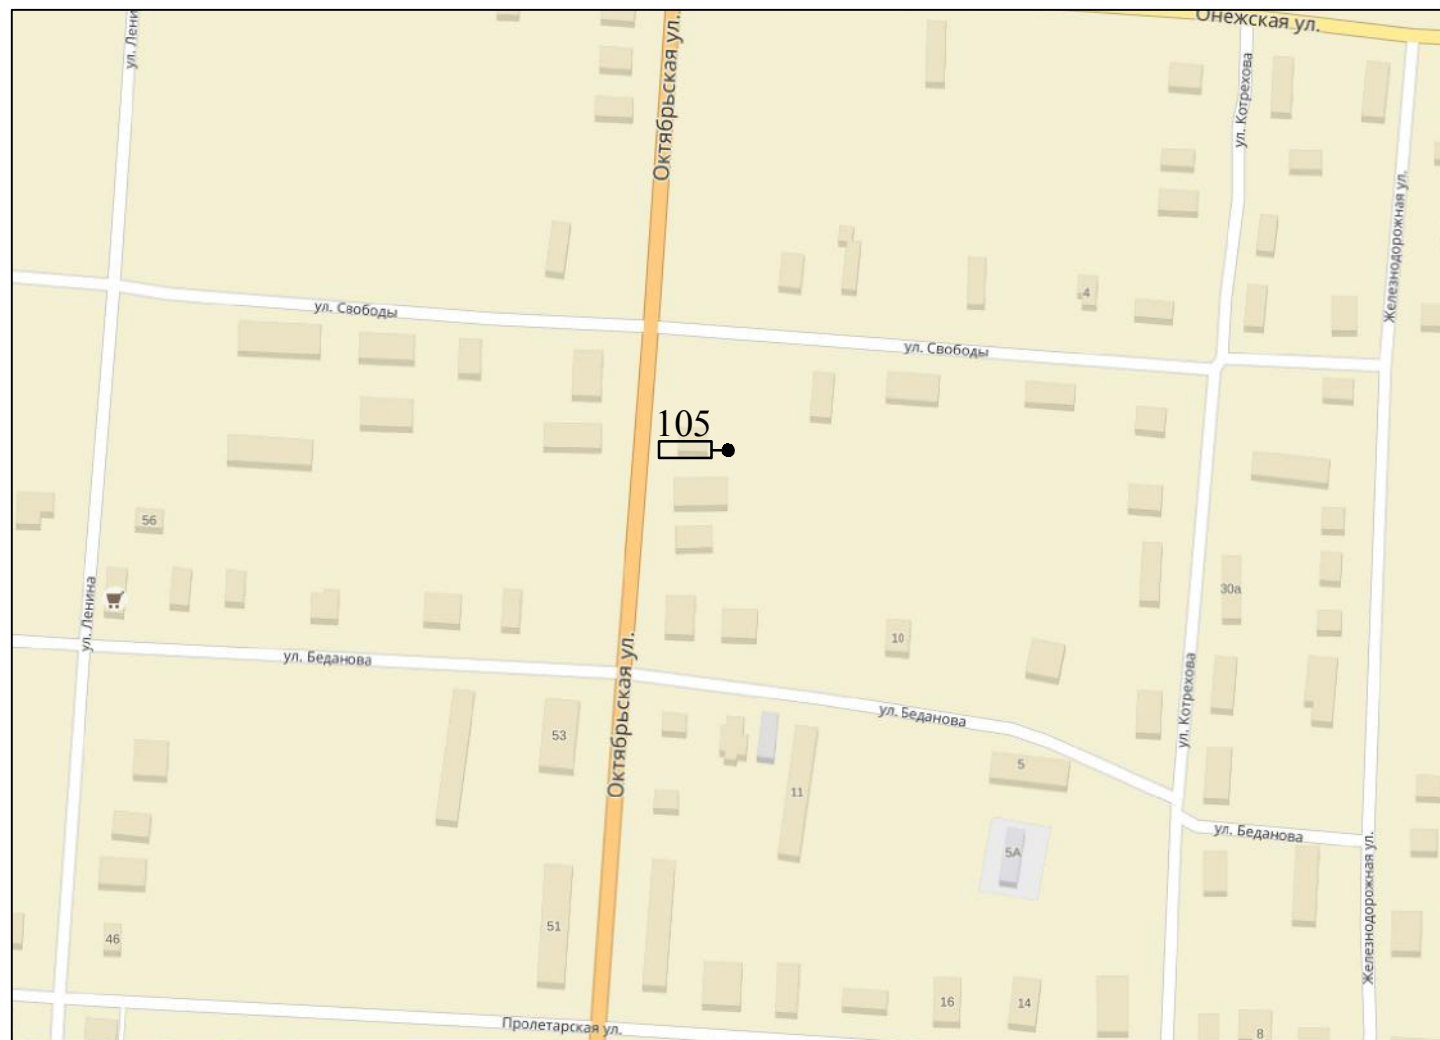 Онежская ул.
ул. Лени
Октябрьская ул.
ул. Котрехова
Железнодорожная ул.
4
ул. Свободы
ул. Свободы
105
56
30а
ул. Ленина
10
ул. Беданова
Октябрьская ул.
ул. Котрехова
ул. Беданова
53
5
11
ул. Беданова
5А
Железнодорожная ул.
51
46
16
14
Пролетарская ул.
8